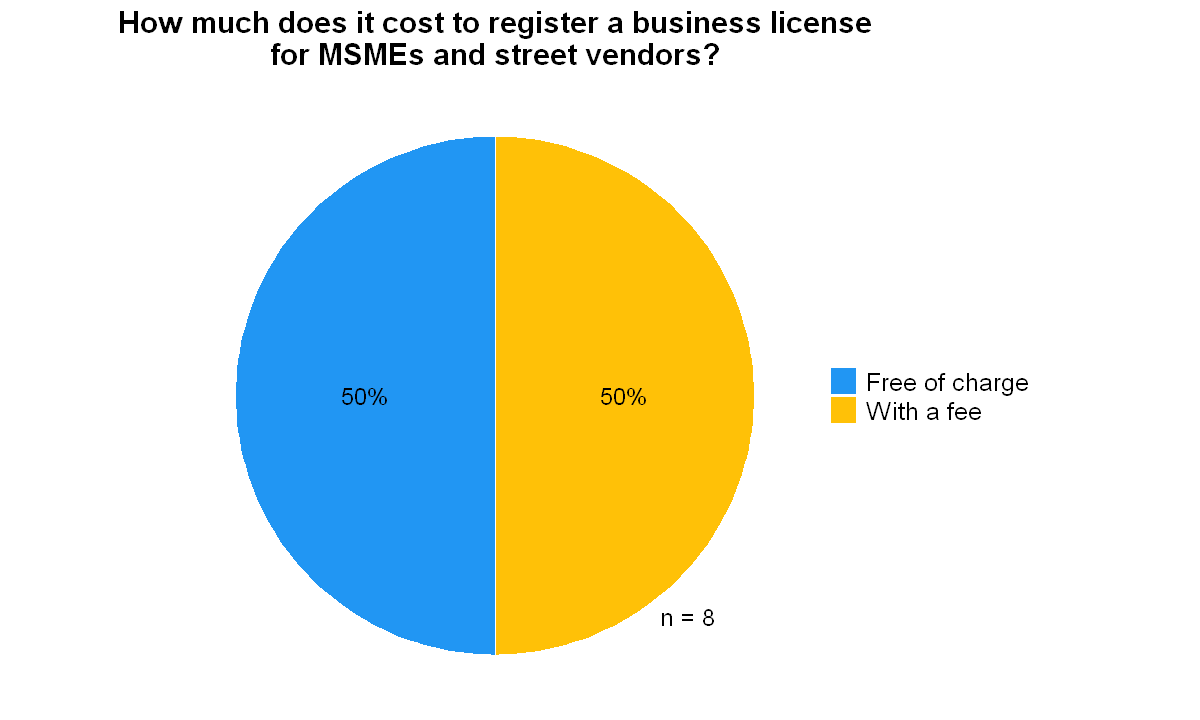 How much does it cost to register a business license
for MSMEs and street vendors?
50%
50%
Free of charge
With a fee
n = 8